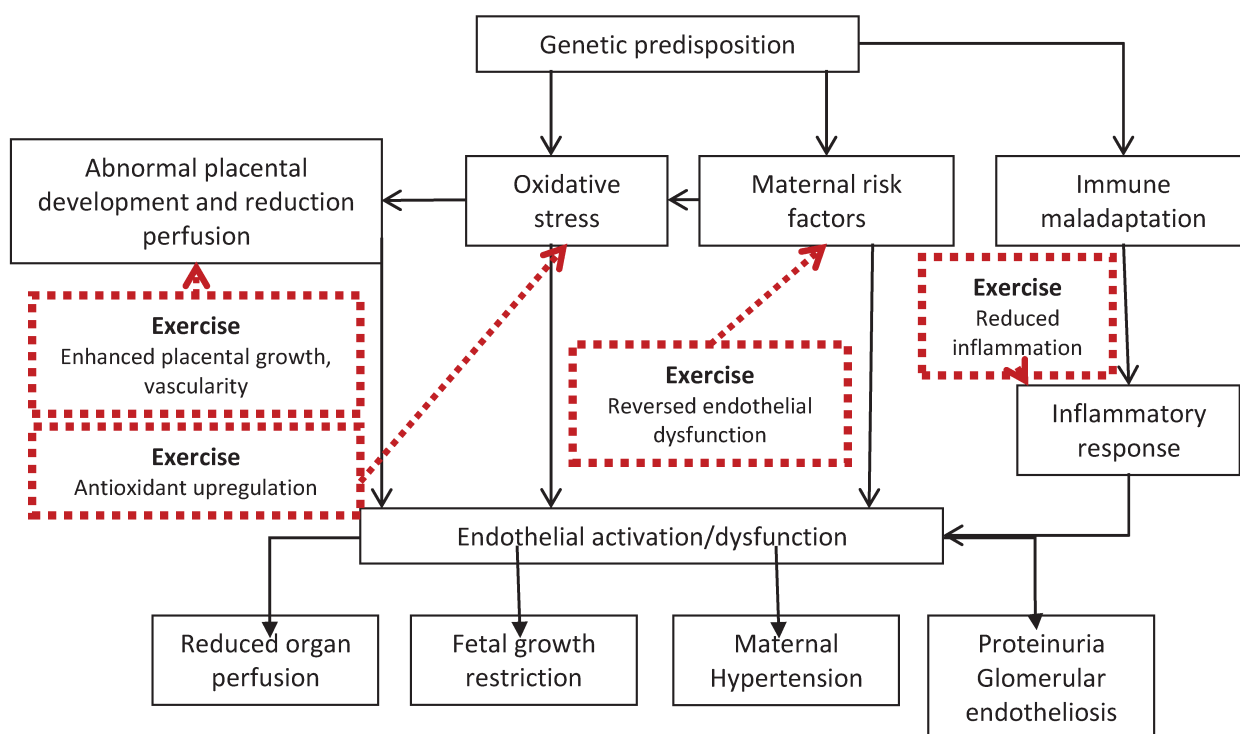 Genetic predisposition
Abnormal placental
development and reduction
perfusion
Oxidative
stress
Maternal risk
factors
Immune
maladaptation
Exercise
Enhanced placental growth,
vascularity
Exercise
Antioxidant upregulation
Exercise
Reversed endothelial
dysfunction
Exercise
Reduced
inflammation
Inflammatory
response
Endothelial activation/dysfunction
Reduced organ
perfusion
Fetal growth
restriction
Maternal
Hypertension
Proteinuria
Glomerular
endotheliosis